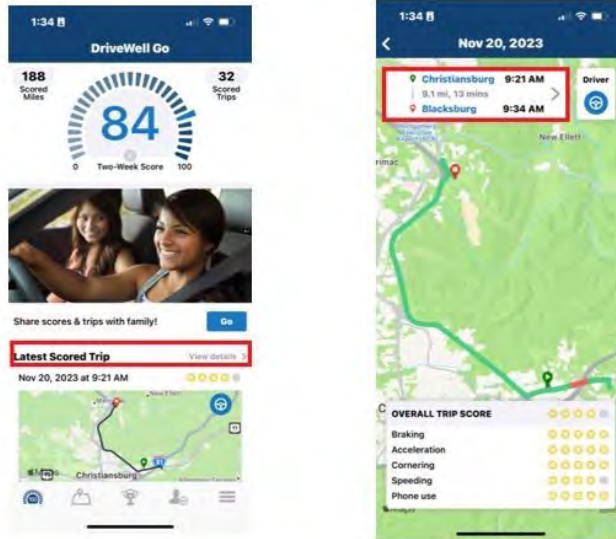 1:34
DriveWell Go
188
Scored
Miles
32
Scored
Trips
84
0 Two-Week Score 100
Share scores & trips with family!
Go
Latest Scored Trip
View details >
Nov 20, 2023 at 9:21 AM
New Ellett
Christiansburg
1:34
Nov 20, 2023
Christiansburg 9:21 AM
9.1 mi, 13 mins
Blacksburg 9:34 AM
Driver
New Ellett
OVERALL TRIP SCORE
Braking
Acceleration
Cornering
Speeding
Phone use